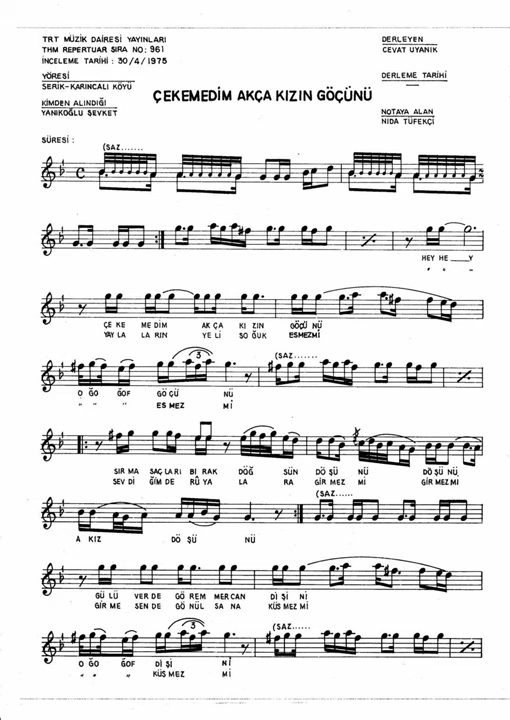 TRT MÜZİK DAİRESİ YAYINLARI
THM REPERTUAR SIRA NO: 961
İNCELEME TARİHİ : 30/4/1975
DERLEYEN
CEVAT UYANIK
YÖRESİ
SERİK-KARINCALI KÖYÜ
DERLEME TARİHİ
ÇEKEMEDİM AKÇA KIZIN GÖÇÜNÜ
KİMDEN ALINDIĞI
YANIKOĞLU ŞEVKET
NOTAYA ALAN
NİDA TÜFEKÇİ
SÜRESİ :
(SAZ.......
HEY HE ___ Y
" " "
ÇE KE ME DİM AK ÇA KI ZIN GÖÇÜ NÜ
YAY LA LA RIN YE Lİ SO ĞUK ESMEZMİ
(SAZ.......
O ĞO ĞOF GÖ ÇÜ NÜ
" " " ES MEZ Mİ
SIR MA SAÇ LARI BI RAK DÖĞ SÜN DÖ ŞÜ NÜ DÖ ŞÜ NÜ
SEV Dİ ĞİM DE RÜ YA LA RA GİR MEZ Mİ GİR MEZMİ
(SAZ......
A KIZ DÖ ŞÜ NÜ
GÜ LÜ VER DE GÖ REM MER CAN Dİ Şİ Nİ
GİR ME SEN DE GÖ NÜL SA NA KÜS MEZ Mİ
(SAZ.......
O ĞO ĞOF Dİ Şİ Nİ
" " " KÜS MEZ Mİ